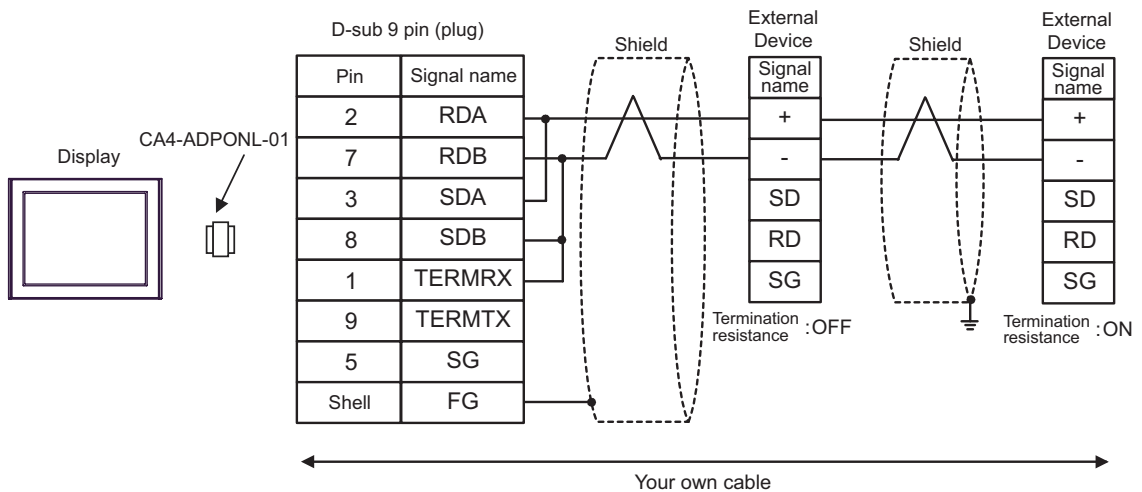 D-sub 9 pin (plug)
Pin Signal name
2 RDA
7 RDB
3 SDA
8 SDB
1 TERMRX
9 TERMTX
5 SG
Shell FG
Display
CA4-ADPONL-01
Shield
External
Device
Signal
name
+
-
SD
RD
SG
Termination
resistance :OFF
Shield
External
Device
Signal
name
+
-
SD
RD
SG
Termination
resistance :ON
Your own cable